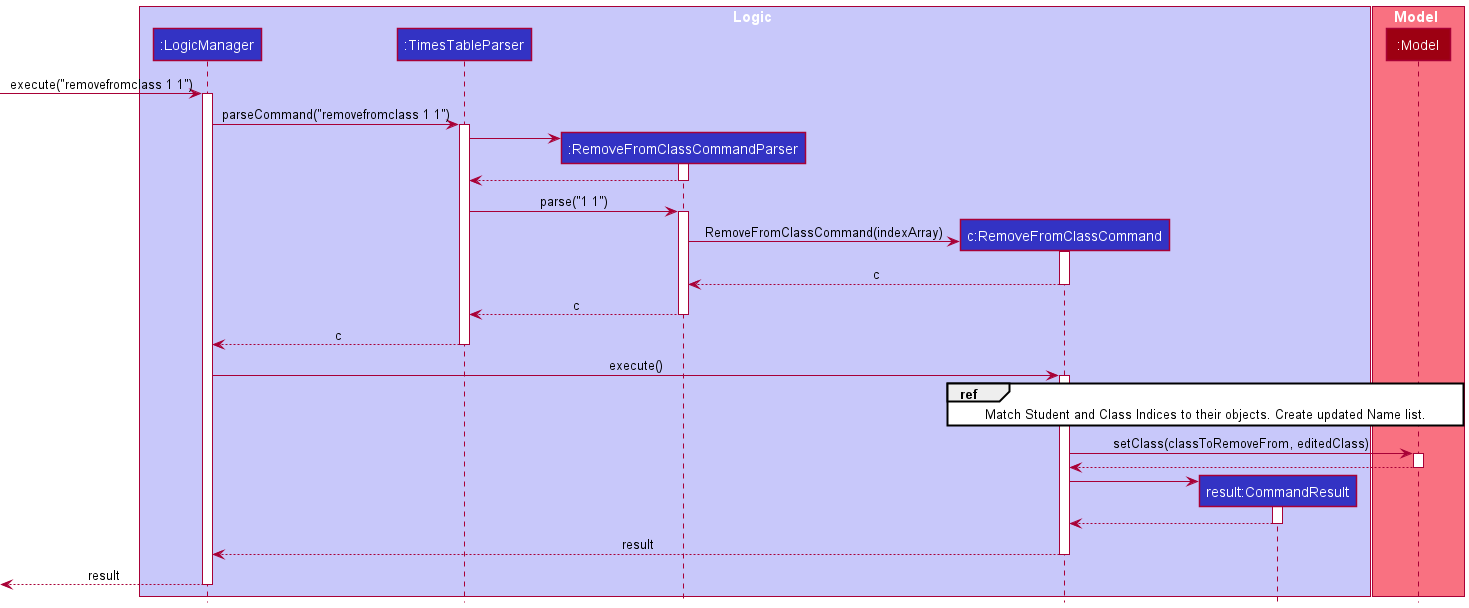 Logic
Model
:LogicManager
:TimesTableParser
:Model
execute("removefromclass 1 1")
parseCommand("removefromclass 1 1")
:RemoveFromClassCommandParser
parse("1 1")
RemoveFromClassCommand(indexArray)
c:RemoveFromClassCommand
c
c
c
execute()
ref
Match Student and Class Indices to their objects. Create updated Name list.
setClass(classToRemoveFrom, editedClass)
result:CommandResult
result
result